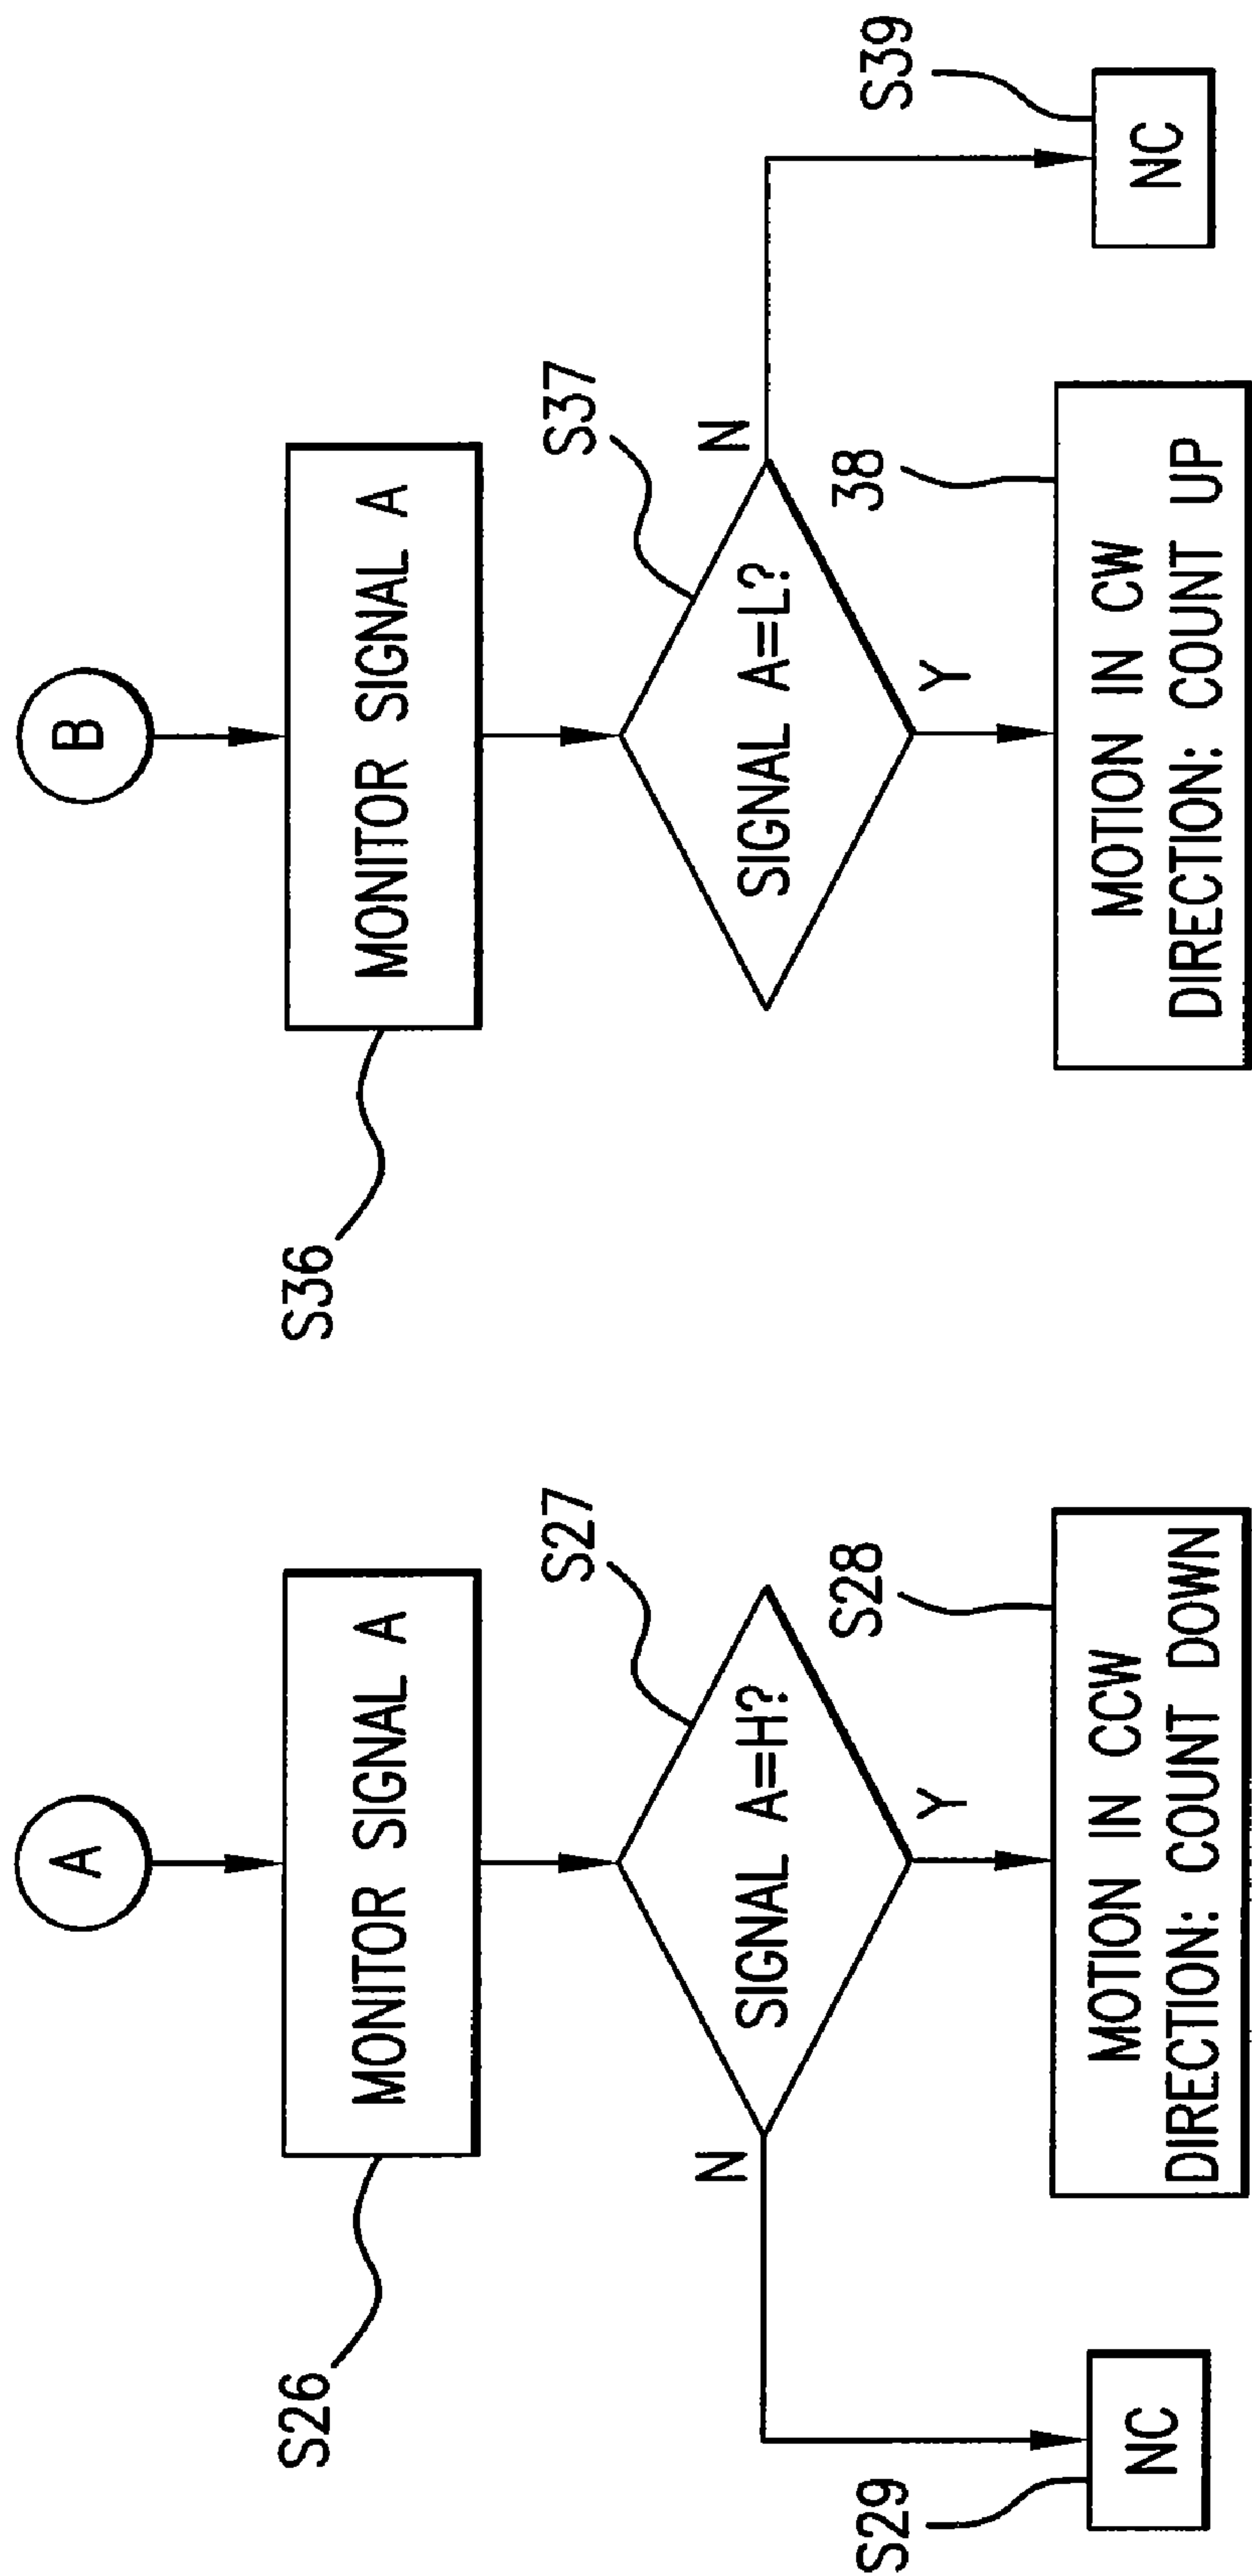 A
MONITOR SIGNAL A
S26
SIGNAL A=H?
S27
N
Y
MOTION IN CCW
DIRECTION: COUNT DOWN
S28
NC
S29
B
MONITOR SIGNAL A
S36
SIGNAL A=L?
S37
N
Y
MOTION IN CW
DIRECTION: COUNT UP
38
NC
S39